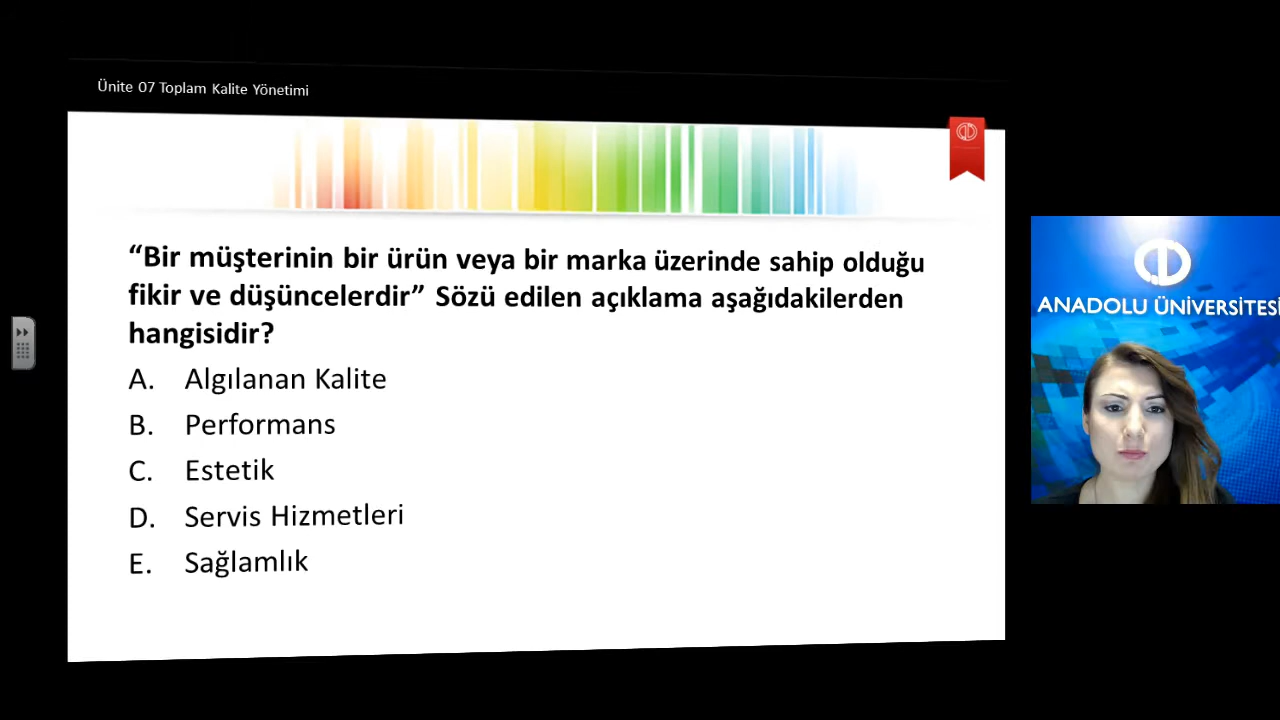 Ünite 07 Toplam Kalite Yönetimi
“Bir müşterinin bir ürün veya bir marka üzerinde sahip olduğu
fikir ve düşüncelerdir” Sözü edilen açıklama aşağıdakilerden
hangisidir?
A. Algılanan Kalite
B. Performans
C. Estetik
D. Servis Hizmetleri
E. Sağlamlık
ANADOLU ÜNİVERSİTESİ